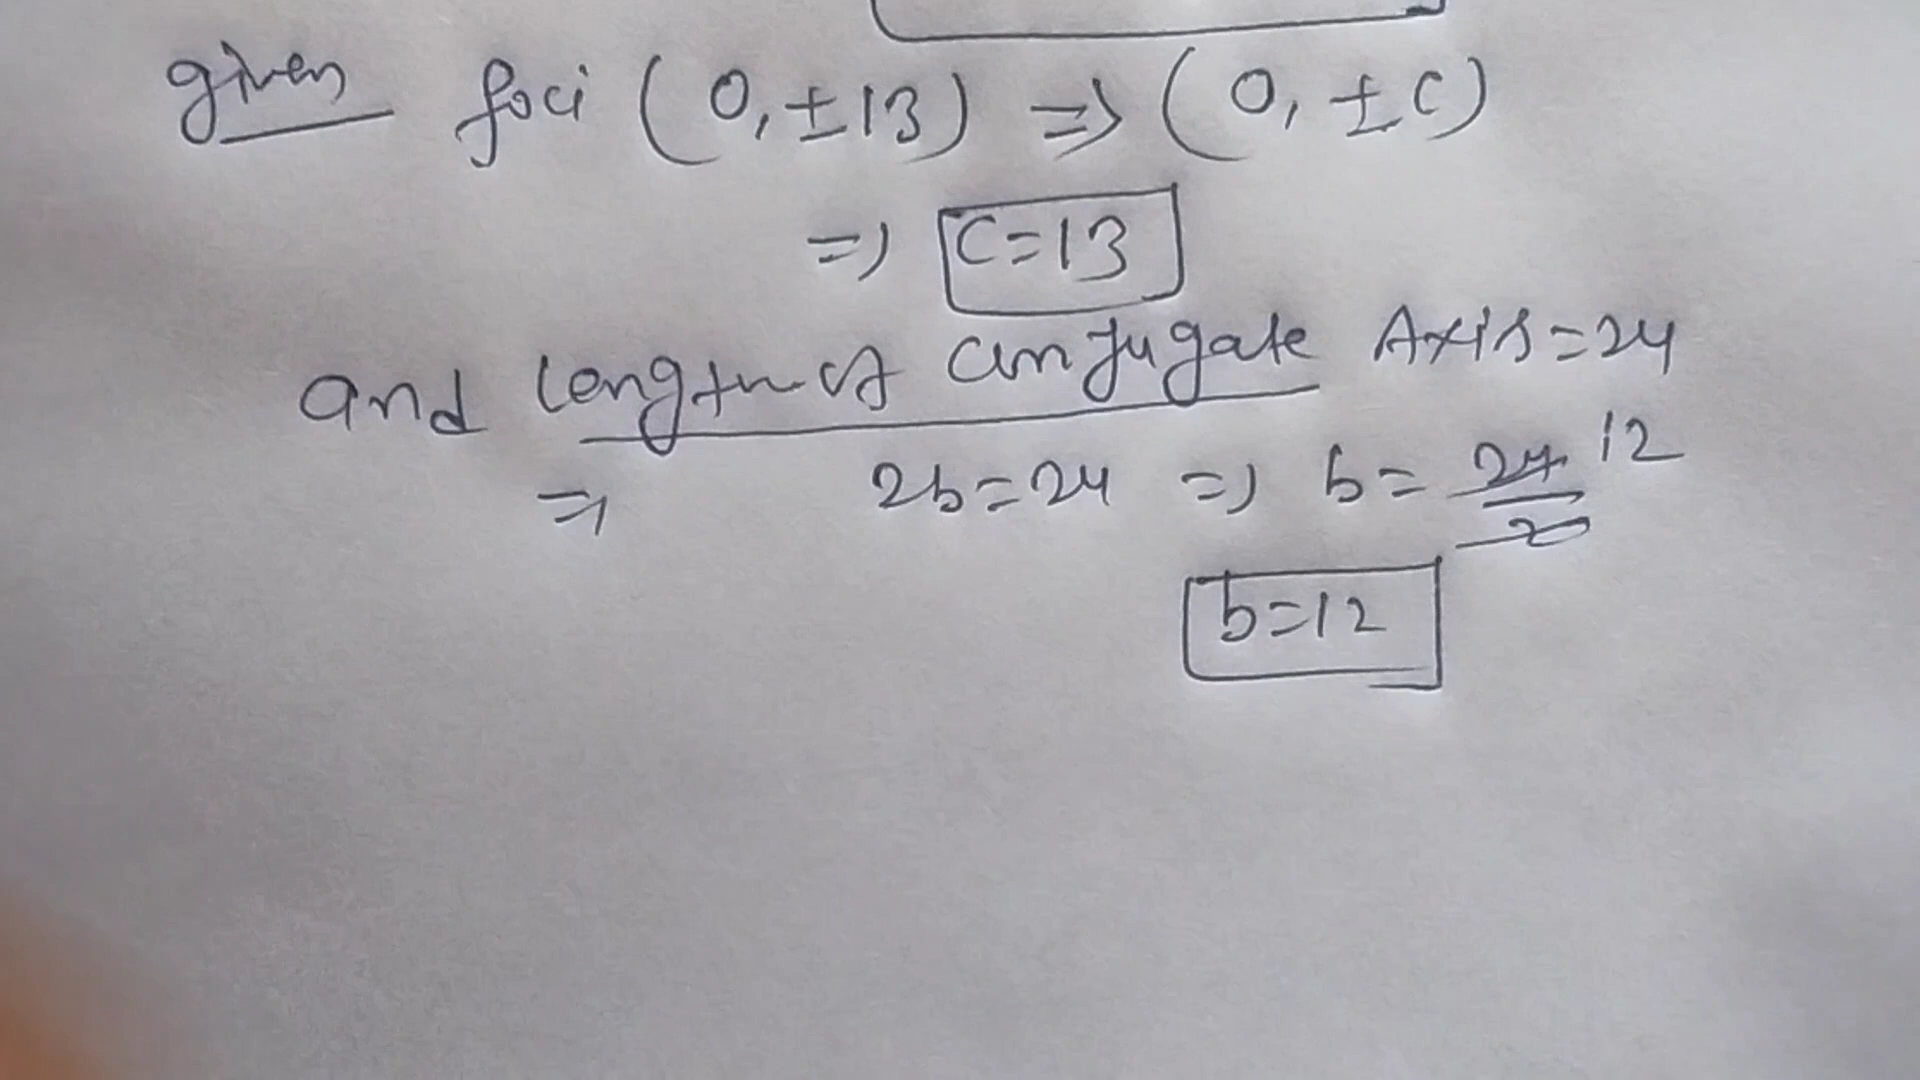 given foci (0, ±13) => (0, ±c)
=> c=13
and length of conjugate Axis=24
=> 2b=24 => b= 24/2 12
b=12